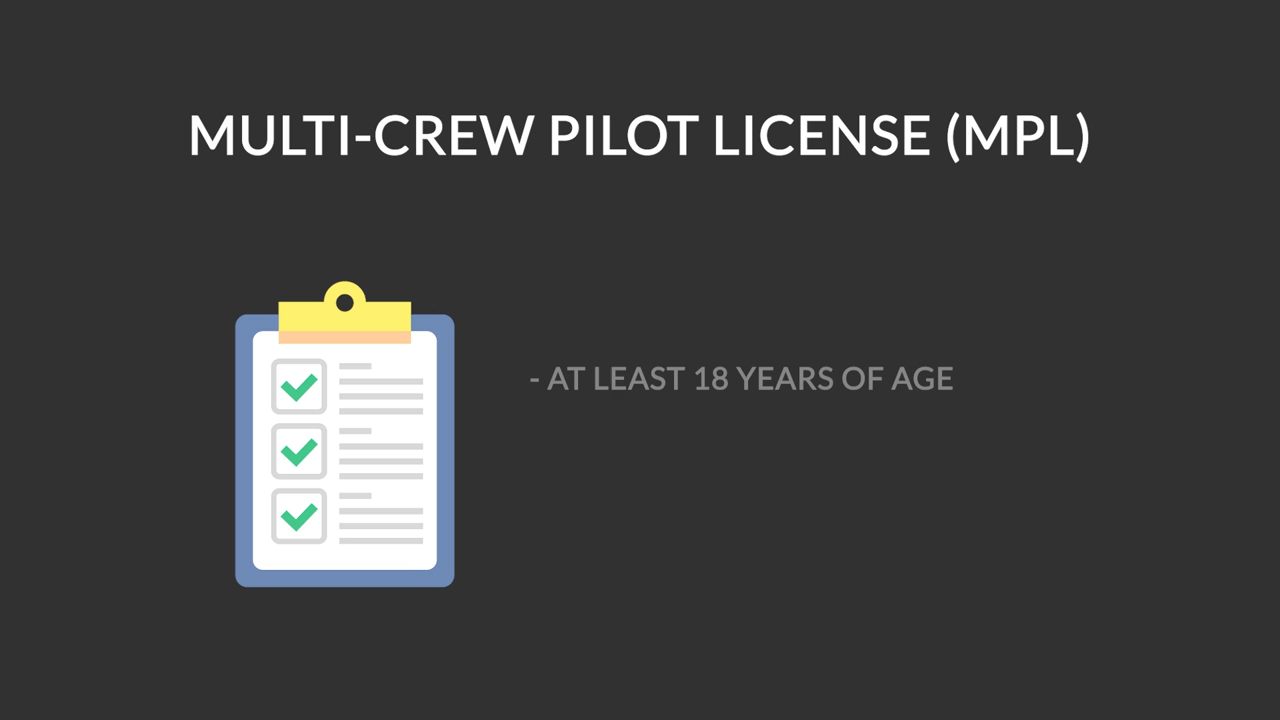 MULTI-CREW PILOT LICENSE (MPL)
- AT LEAST 18 YEARS OF AGE